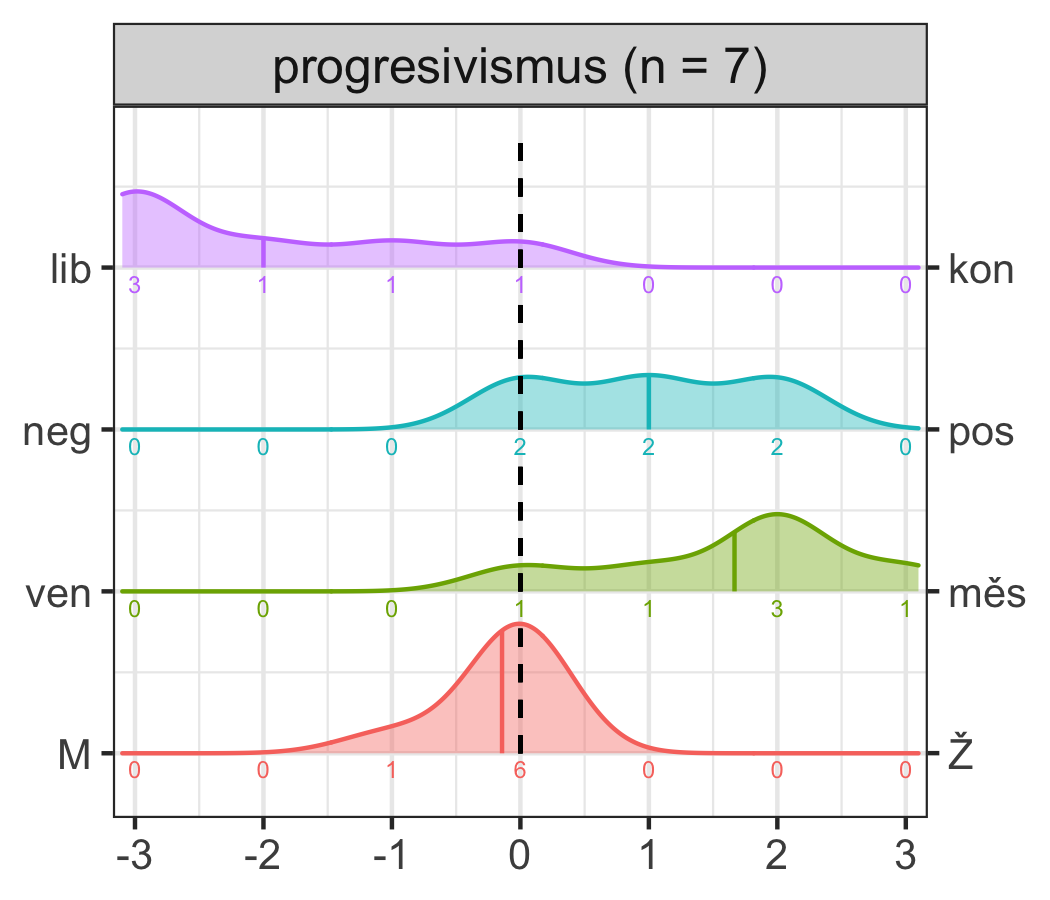 progresivismus (n = 7)
lib kon
3 1 1 1 0 0 0
neg pos
0 0 0 2 2 2 0
ven měs
0 0 0 1 1 3 1
M Ž
0 0 1 6 0 0 0
-3 -2 -1 0 1 2 3